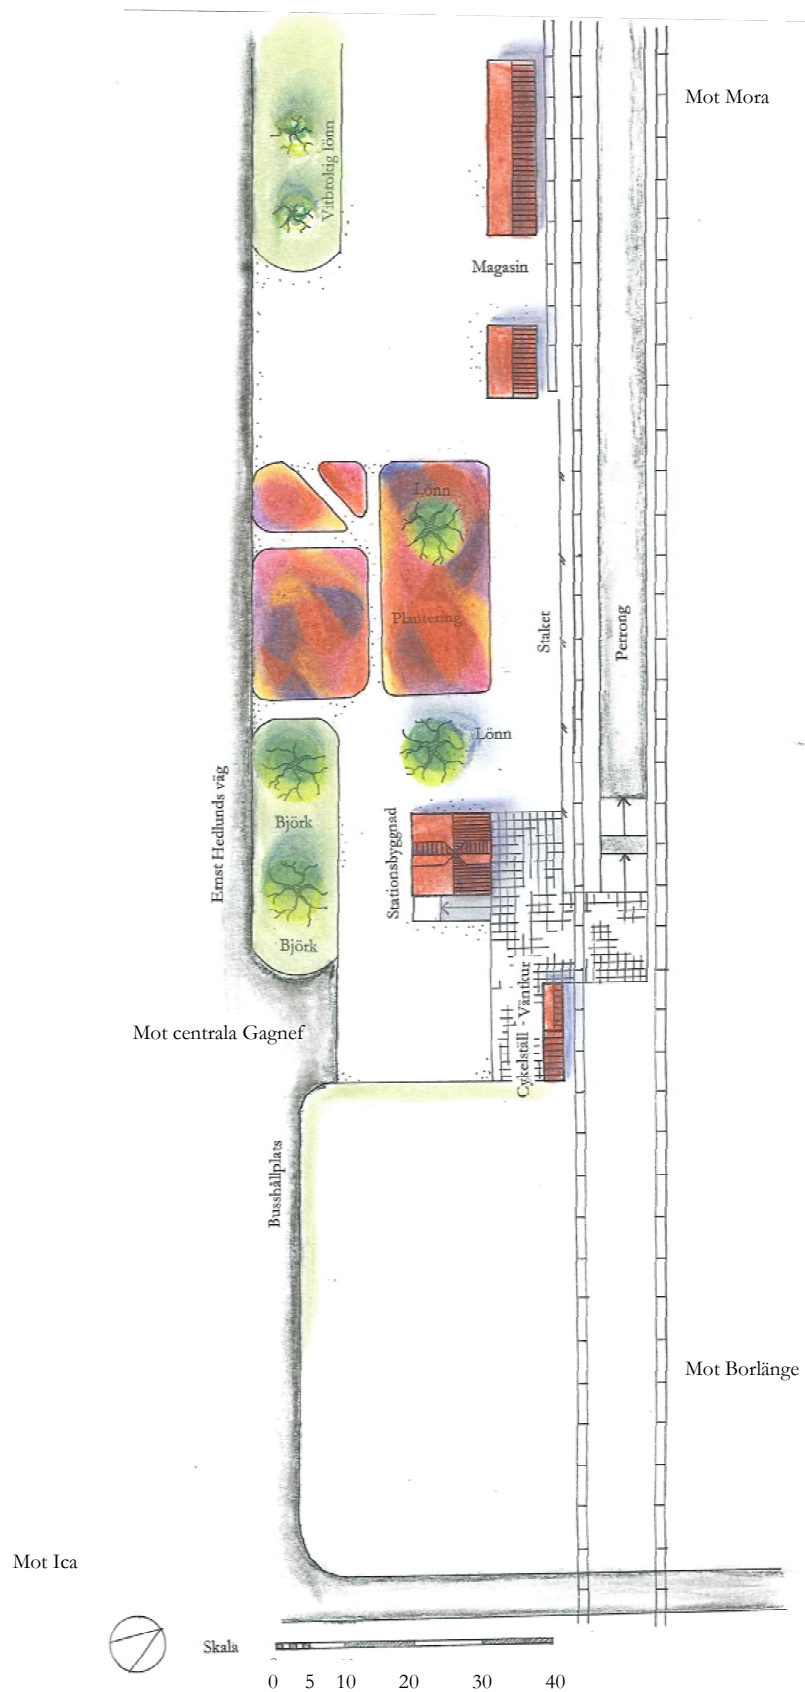 Mot Mora
Vitbrokig lönn
Magasin
Lönn
Plantering
Staket
Perrong
Lönn
Ernst Hedlunds väg
Björk
Stationsbyggnad
Björk
Cykelställ - Väntkur
Mot centrala Gagnef
Busshållplats
Mot Borlänge
Mot Ica
Skala
0 5 10 20 30 40